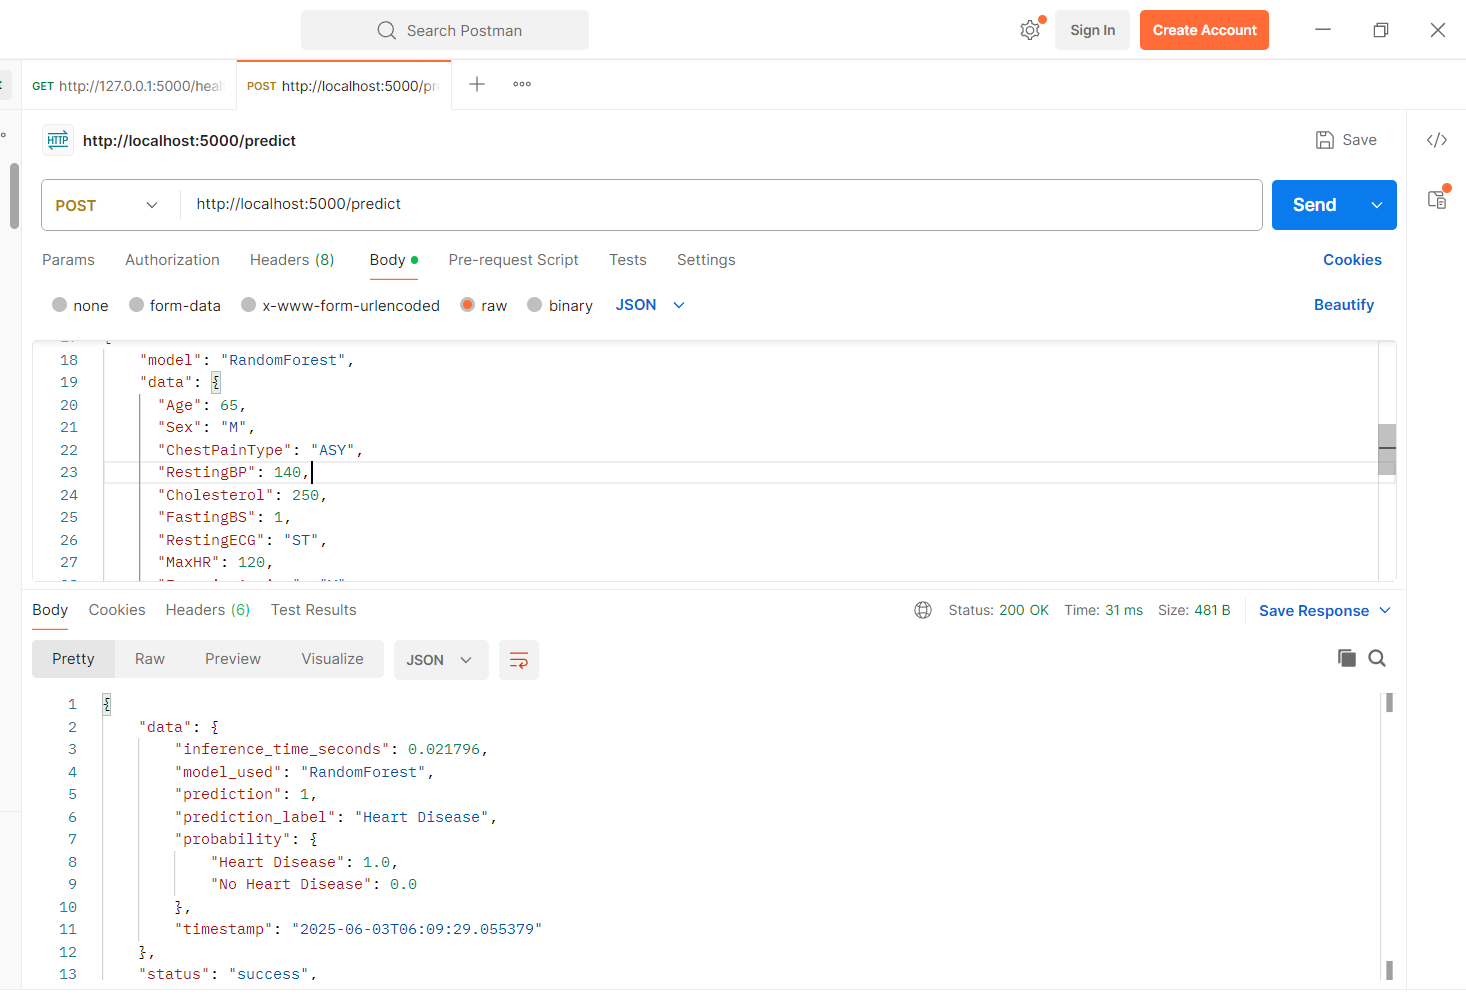 Search Postman
Sign In
Create Account
GET http://127.0.0.1:5000/heal
POST http://localhost:5000/pr
HTTP http://localhost:5000/predict
Save
POST http://localhost:5000/predict
Send
Params Authorization Headers (8) Body Pre-request Script Tests Settings Cookies
none form-data x-www-form-urlencoded raw binary JSON Beautify
18 "model": "RandomForest",
19 "data": {
20 "Age": 65,
21 "Sex": "M",
22 "ChestPainType": "ASY",
23 "RestingBP": 140,
24 "Cholesterol": 250,
25 "FastingBS": 1,
26 "RestingECG": "ST",
27 "MaxHR": 120,
Body Cookies Headers (6) Test Results Status: 200 OK Time: 31 ms Size: 481 B Save Response
Pretty Raw Preview Visualize JSON
1 {
2 "data": {
3 "inference_time_seconds": 0.021796,
4 "model_used": "RandomForest",
5 "prediction": 1,
6 "prediction_label": "Heart Disease",
7 "probability": {
8 "Heart Disease": 1.0,
9 "No Heart Disease": 0.0
10 },
11 "timestamp": "2025-06-03T06:09:29.055379"
12 },
13 "status": "success",